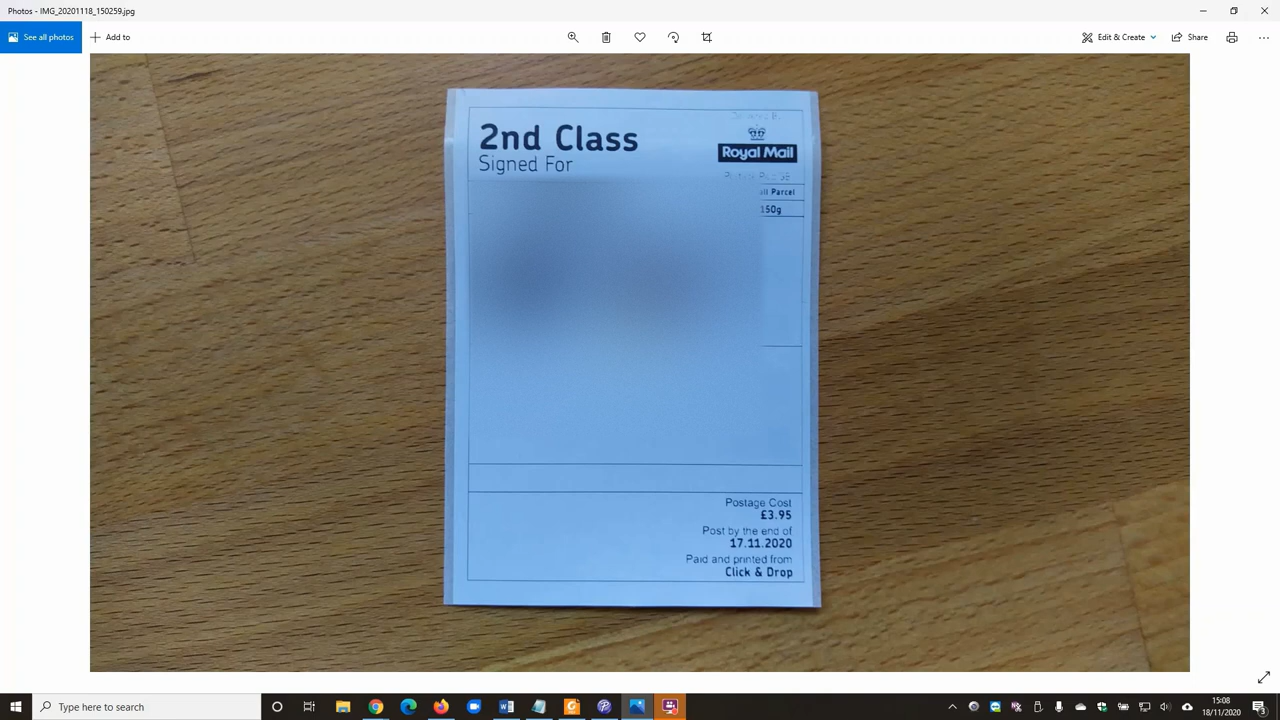 Photos - IMG_20201118_150259.jpg
See all photos
Add to
Edit & Create
Share
2nd Class
Signed For
Royal Mail
Parcel
150g
Postage Cost
£3.95
Post by the end of
17.11.2020
Paid and printed from
Click & Drop
Type here to search
15:08
18/11/2020